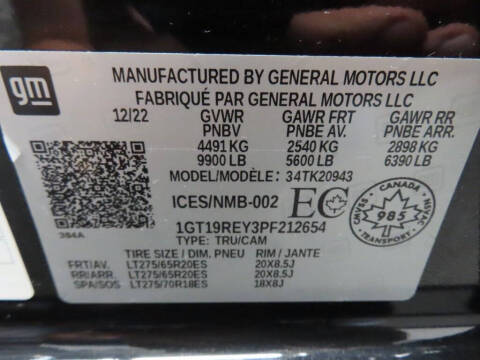 gm
MANUFACTURED BY GENERAL MOTORS LLC
FABRIQUÉ PAR GENERAL MOTORS LLC
12/22 GVWR GAWR FRT GAWR RR
PNBV PNBE AV. PNBE ARR.
4491 KG 2540 KG 2898 KG
9900 LB 5600 LB 6390 LB
MODEL/MODÈLE: 34TK20943
ICES/NMB-002 EC
CANADA
985
384A
1GT19REY3PF212654
TYPE: TRU/CAM
TIRE SIZE / DIM. PNEU RIM / JANTE
FRT/AV. LT275/65R20ES 20X8.5J
RR/ARR. LT275/65R20ES 20X8.5J
SPA/SOS LT275/70R18ES 18X8J